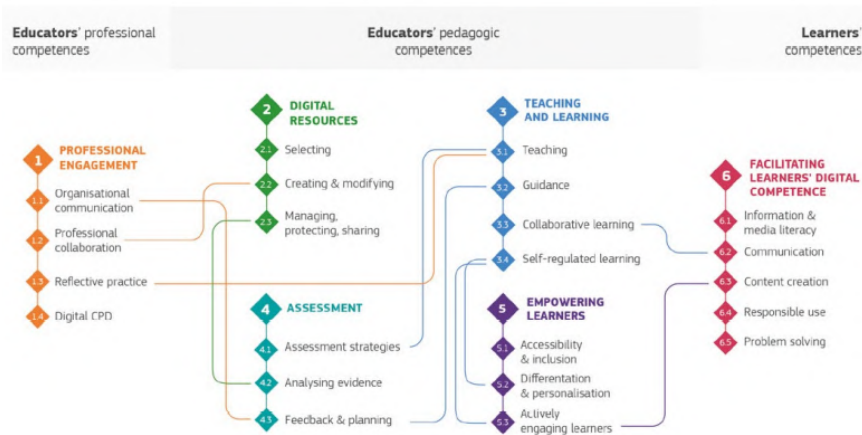 Educators' professional
competences
Educators' pedagogic
competences
Learners'
competences
1
PROFESSIONAL
ENGAGEMENT
1.1
Organisational
communication
1.2
Professional
collaboration
1.3
Reflective practice
1.4
Digital CPD
2
DIGITAL
RESOURCES
2.1
Selecting
2.2
Creating & modifying
2.3
Managing,
protecting, sharing
3
TEACHING
AND LEARNING
3.1
Teaching
3.2
Guidance
3.3
Collaborative learning
3.4
Self-regulated learning
4
ASSESSMENT
4.1
Assessment strategies
4.2
Analysing evidence
4.3
Feedback & planning
5
EMPOWERING
LEARNERS
5.1
Accessibility
& inclusion
5.2
Differentation
& personalisation
5.3
Actively
engaging learners
6
FACILITATING
LEARNERS' DIGITAL
COMPETENCE
6.1
Information &
media literacy
6.2
Communication
6.3
Content creation
6.4
Responsible use
6.5
Problem solving